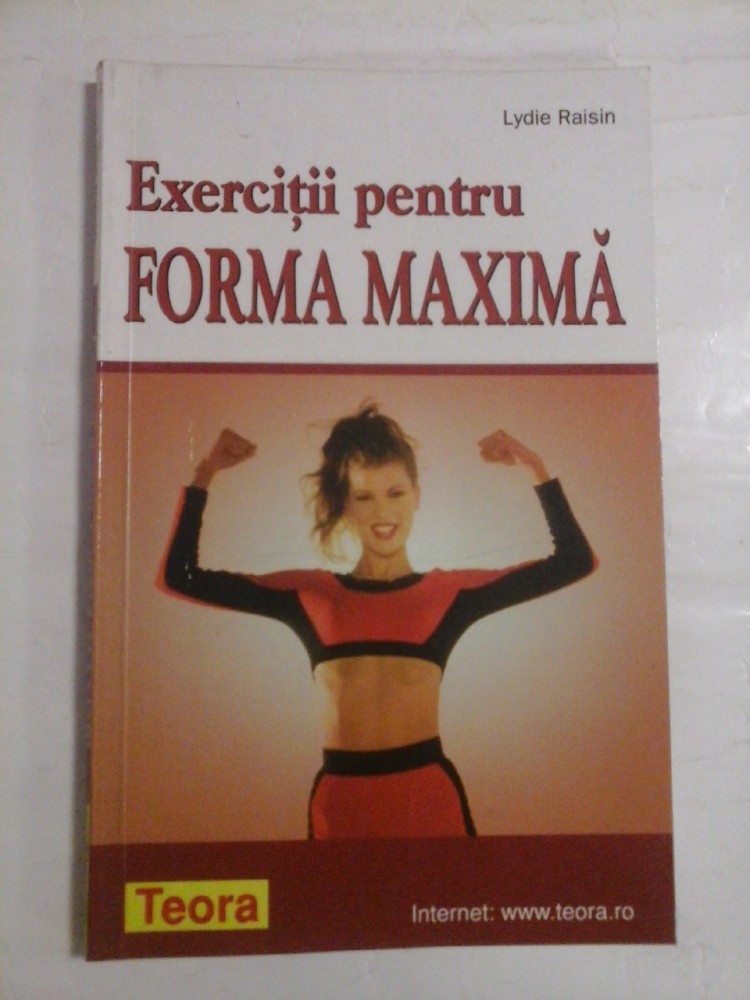 Lydie Raisin
Exerciții pentru
FORMA MAXIMĂ
Teora
Internet: www.teora.ro